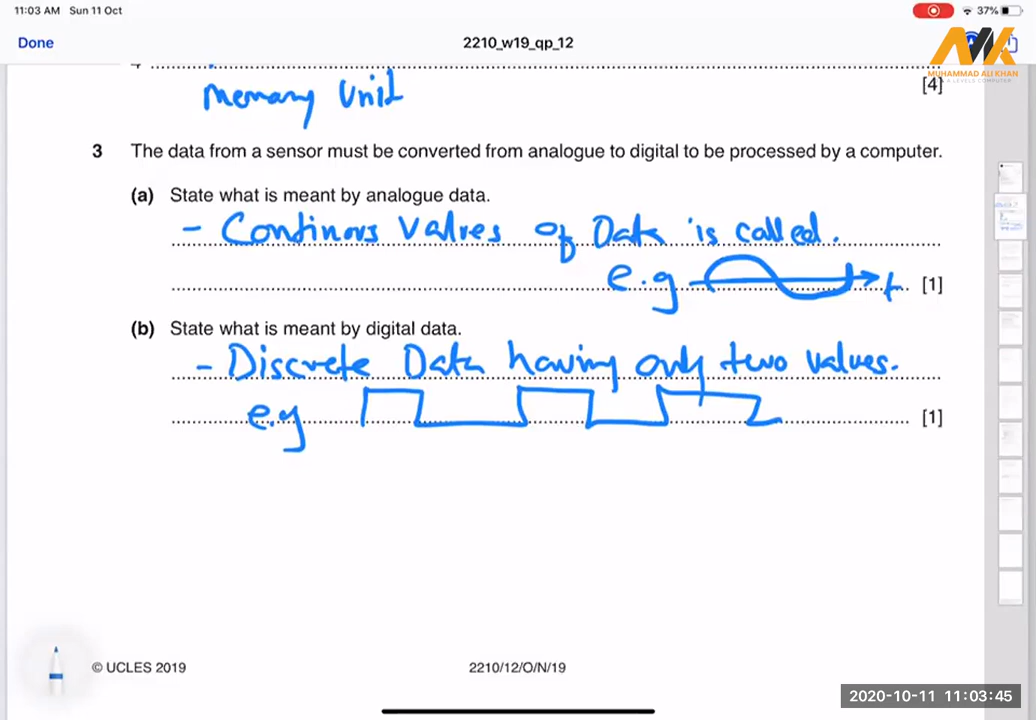 11:03 AM Sun 11 Oct 37%
Done 2210_w19_qp_12
MUHAMMAD ALI KHAN
memory Unit [4]
3 The data from a sensor must be converted from analogue to digital to be processed by a computer.
(a) State what is meant by analogue data.
- Continors Values of Data is called.
e.g t [1]
(b) State what is meant by digital data.
- Discrete Data having only two values.
e.g [1]
© UCLES 2019 2210/12/O/N/19
2020-10-11 11:03:45